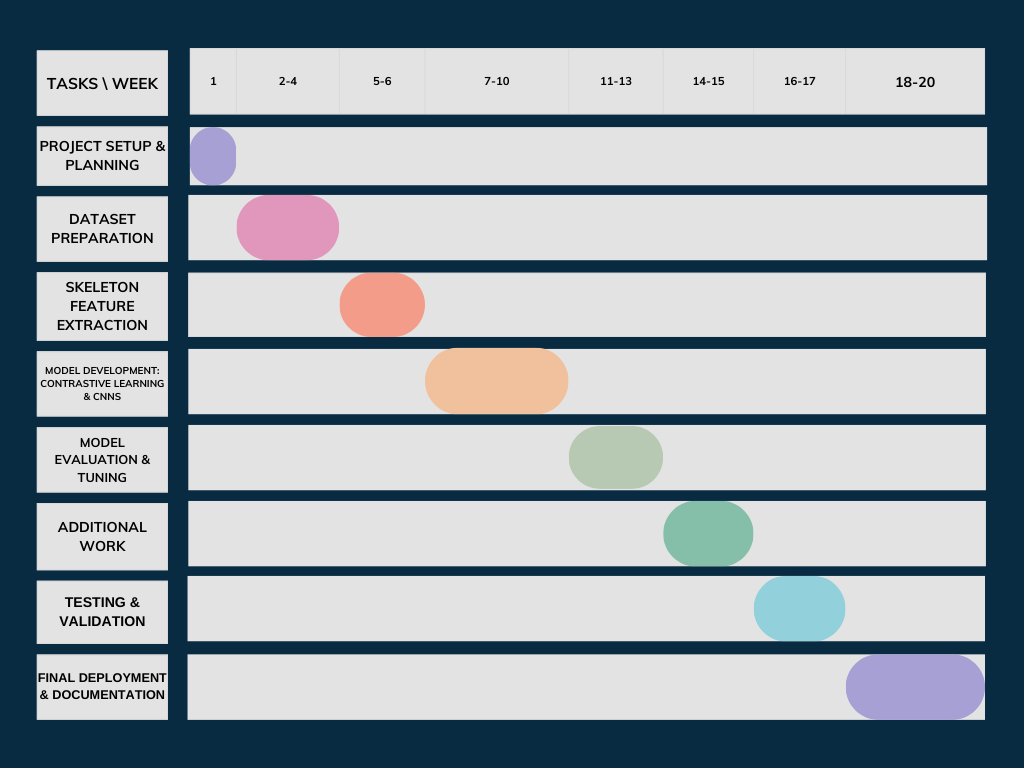 TASKS \ WEEK
1
2-4
5-6
7-10
11-13
14-15
16-17
18-20
PROJECT SETUP &
PLANNING
DATASET
PREPARATION
SKELETON
FEATURE
EXTRACTION
MODEL DEVELOPMENT:
CONTRASTIVE LEARNING
& CNNS
MODEL
EVALUATION &
TUNING
ADDITIONAL
WORK
TESTING &
VALIDATION
FINAL DEPLOYMENT
& DOCUMENTATION